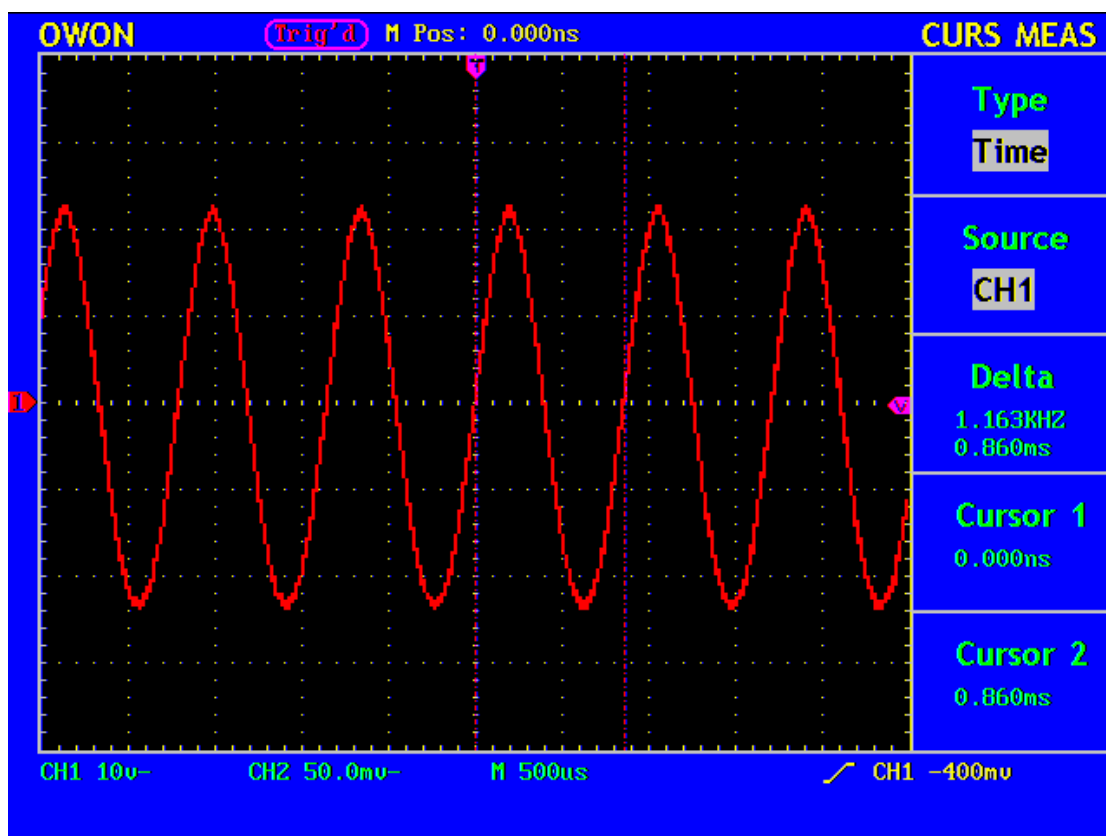 OWON Trig'd M Pos: 0.000ns CURS MEAS
T
Type
Time
Source
CH1
1
V
Delta
1.163KHZ
0.860ms
Cursor 1
0.000ns
Cursor 2
0.860ms
CH1 10v- CH2 50.0mv- M 500us CH1 -400mv